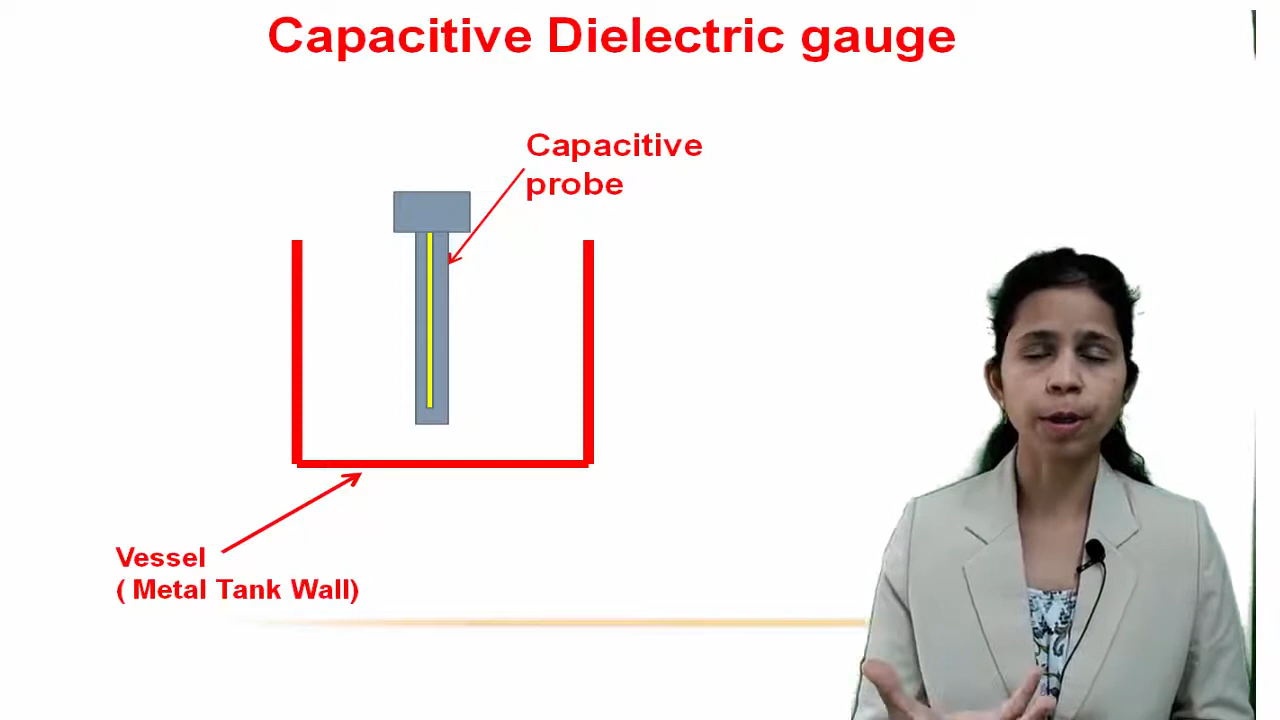 Capacitive Dielectric gauge
Capacitive
probe
Vessel
( Metal Tank Wall)